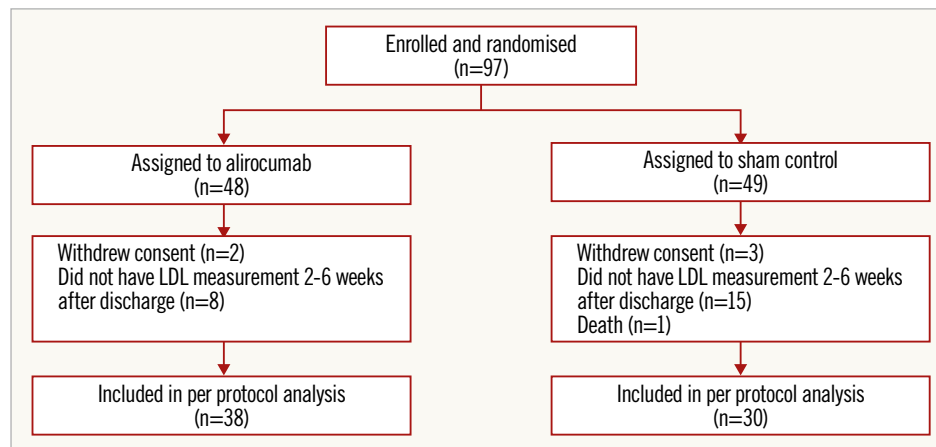 Enrolled and randomised
(n=97)
Assigned to alirocumab
(n=48)
Assigned to sham control
(n=49)
Withdrew consent (n=2)
Did not have LDL measurement 2-6 weeks
after discharge (n=8)
Withdrew consent (n=3)
Did not have LDL measurement 2-6 weeks
after discharge (n=15)
Death (n=1)
Included in per protocol analysis
(n=38)
Included in per protocol analysis
(n=30)